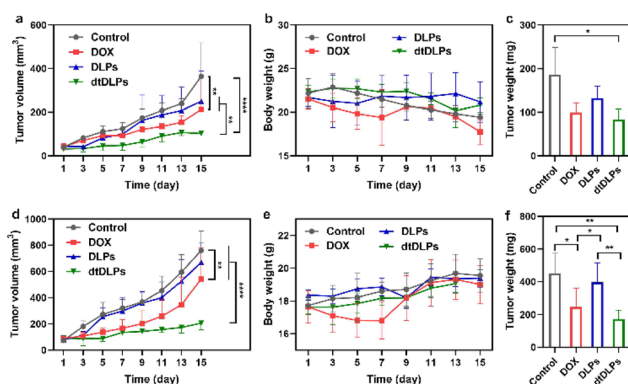 a
Tumor volume (mm³)
600
400
200
0
Control
DOX
DLPs
dtDLPs
**
**
****
1 3 5 7 9 11 13 15
Time (day)
b
Body weight (g)
30
25
20
15
Control DLPs
DOX dtDLPs
1 3 5 7 9 11 13 15
Time (day)
c
Tumor weight (mg)
300
200
100
0
*
Control DOX DLPs dtDLPs
d
Tumor volume (mm³)
1000
800
600
400
200
0
Control
DOX
DLPs
dtDLPs
**
****
1 3 5 7 9 11 13 15
Time (day)
e
Body weight (g)
22
20
18
16
Control DLPs
DOX dtDLPs
1 3 5 7 9 11 13 15
Time (day)
f
Tumor weight (mg)
800
600
400
200
0
**
*
*
**
Control DOX DLPs dtDLPs